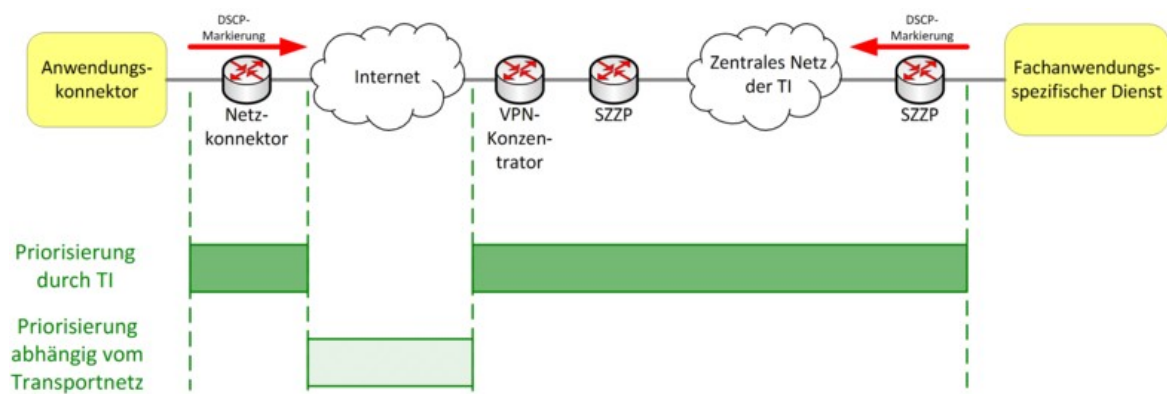 DSCP-
Markierung
DSCP-
Markierung
Anwendungs-
konnektor
Internet
Zentrales Netz
der TI
Fachanwendungs-
spezifischer Dienst
Netz-
konnektor
VPN-
Konzen-
trator
SZZP
SZZP
Priorisierung
durch TI
Priorisierung
abhängig vom
Transportnetz